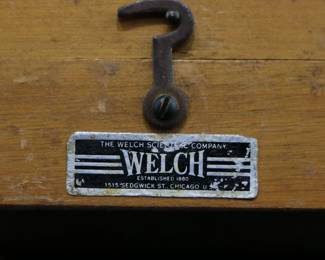 THE WELCH SCIENTIFIC COMPANY
WELCH
ESTABLISHED 1880
1515 SEDGWICK ST. CHICAGO U